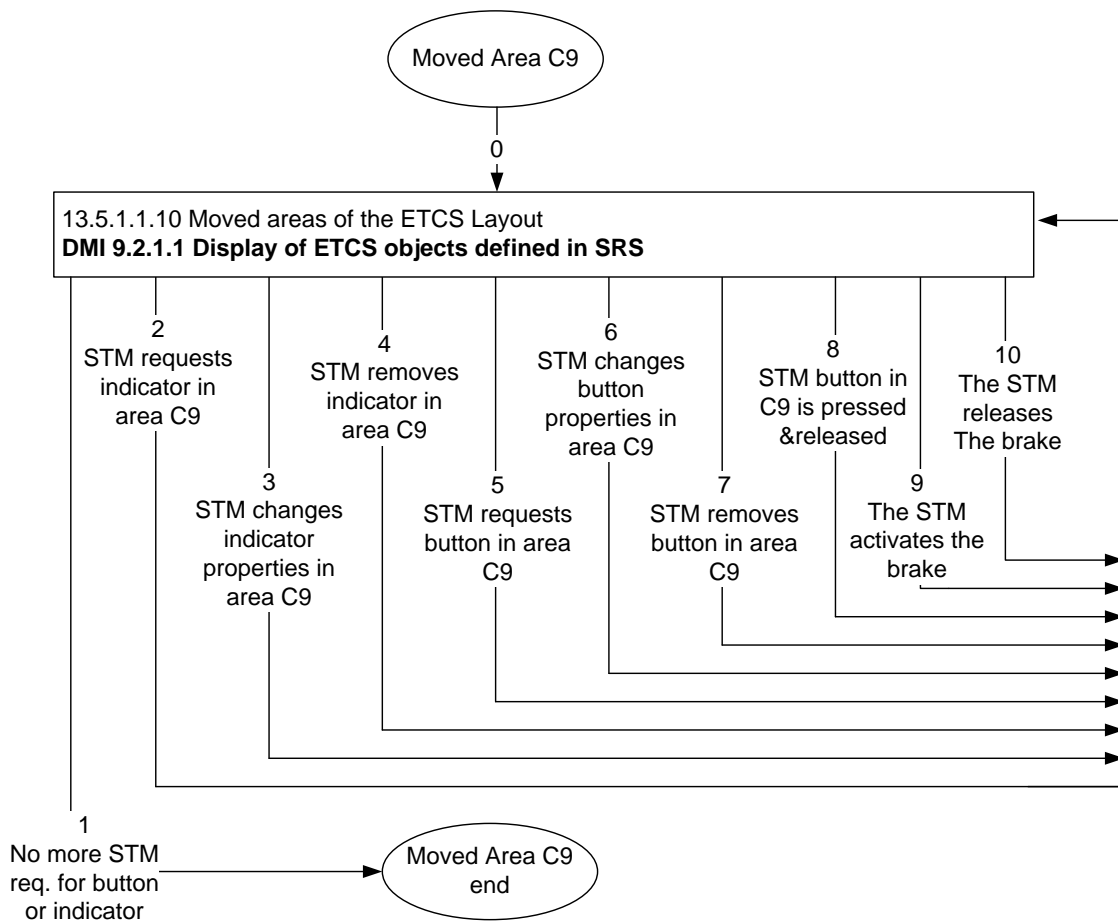 Moved Area C9
0
13.5.1.1.10 Moved areas of the ETCS Layout
DMI 9.2.1.1 Display of ETCS objects defined in SRS
2
STM requests
indicator in
area C9
3
STM changes
indicator
properties in
area C9
4
STM removes
indicator in
area C9
5
STM requests
button in area
C9
6
STM changes
button
properties in
area C9
7
STM removes
button in area
C9
8
STM button in
C9 is pressed
&released
9
The STM
activates the
brake
10
The STM
releases
The brake
1
No more STM
req. for button
or indicator
Moved Area C9
end